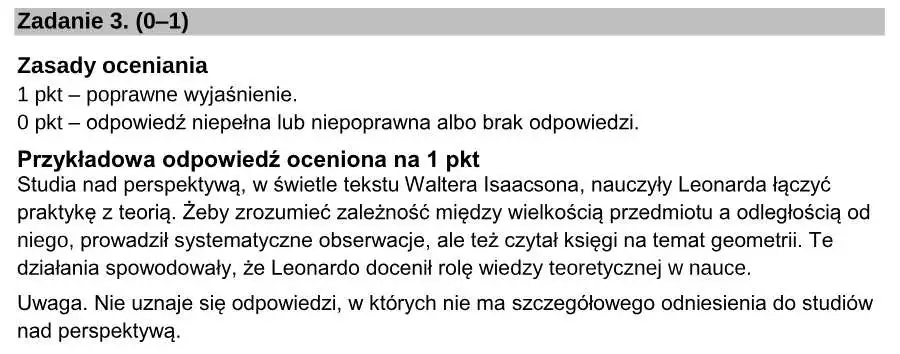 Zadanie 3. (0–1)
Zasady oceniania
1 pkt – poprawne wyjaśnienie.
0 pkt – odpowiedź niepełna lub niepoprawna albo brak odpowiedzi.
Przykładowa odpowiedź oceniona na 1 pkt
Studia nad perspektywą, w świetle tekstu Waltera Isaacsona, nauczyły Leonarda łączyć
praktykę z teorią. Żeby zrozumieć zależność między wielkością przedmiotu a odległością od
niego, prowadził systematyczne obserwacje, ale też czytał księgi na temat geometrii. Te
działania spowodowały, że Leonardo docenił rolę wiedzy teoretycznej w nauce.
Uwaga. Nie uznaje się odpowiedzi, w których nie ma szczegółowego odniesienia do studiów
nad perspektywą.